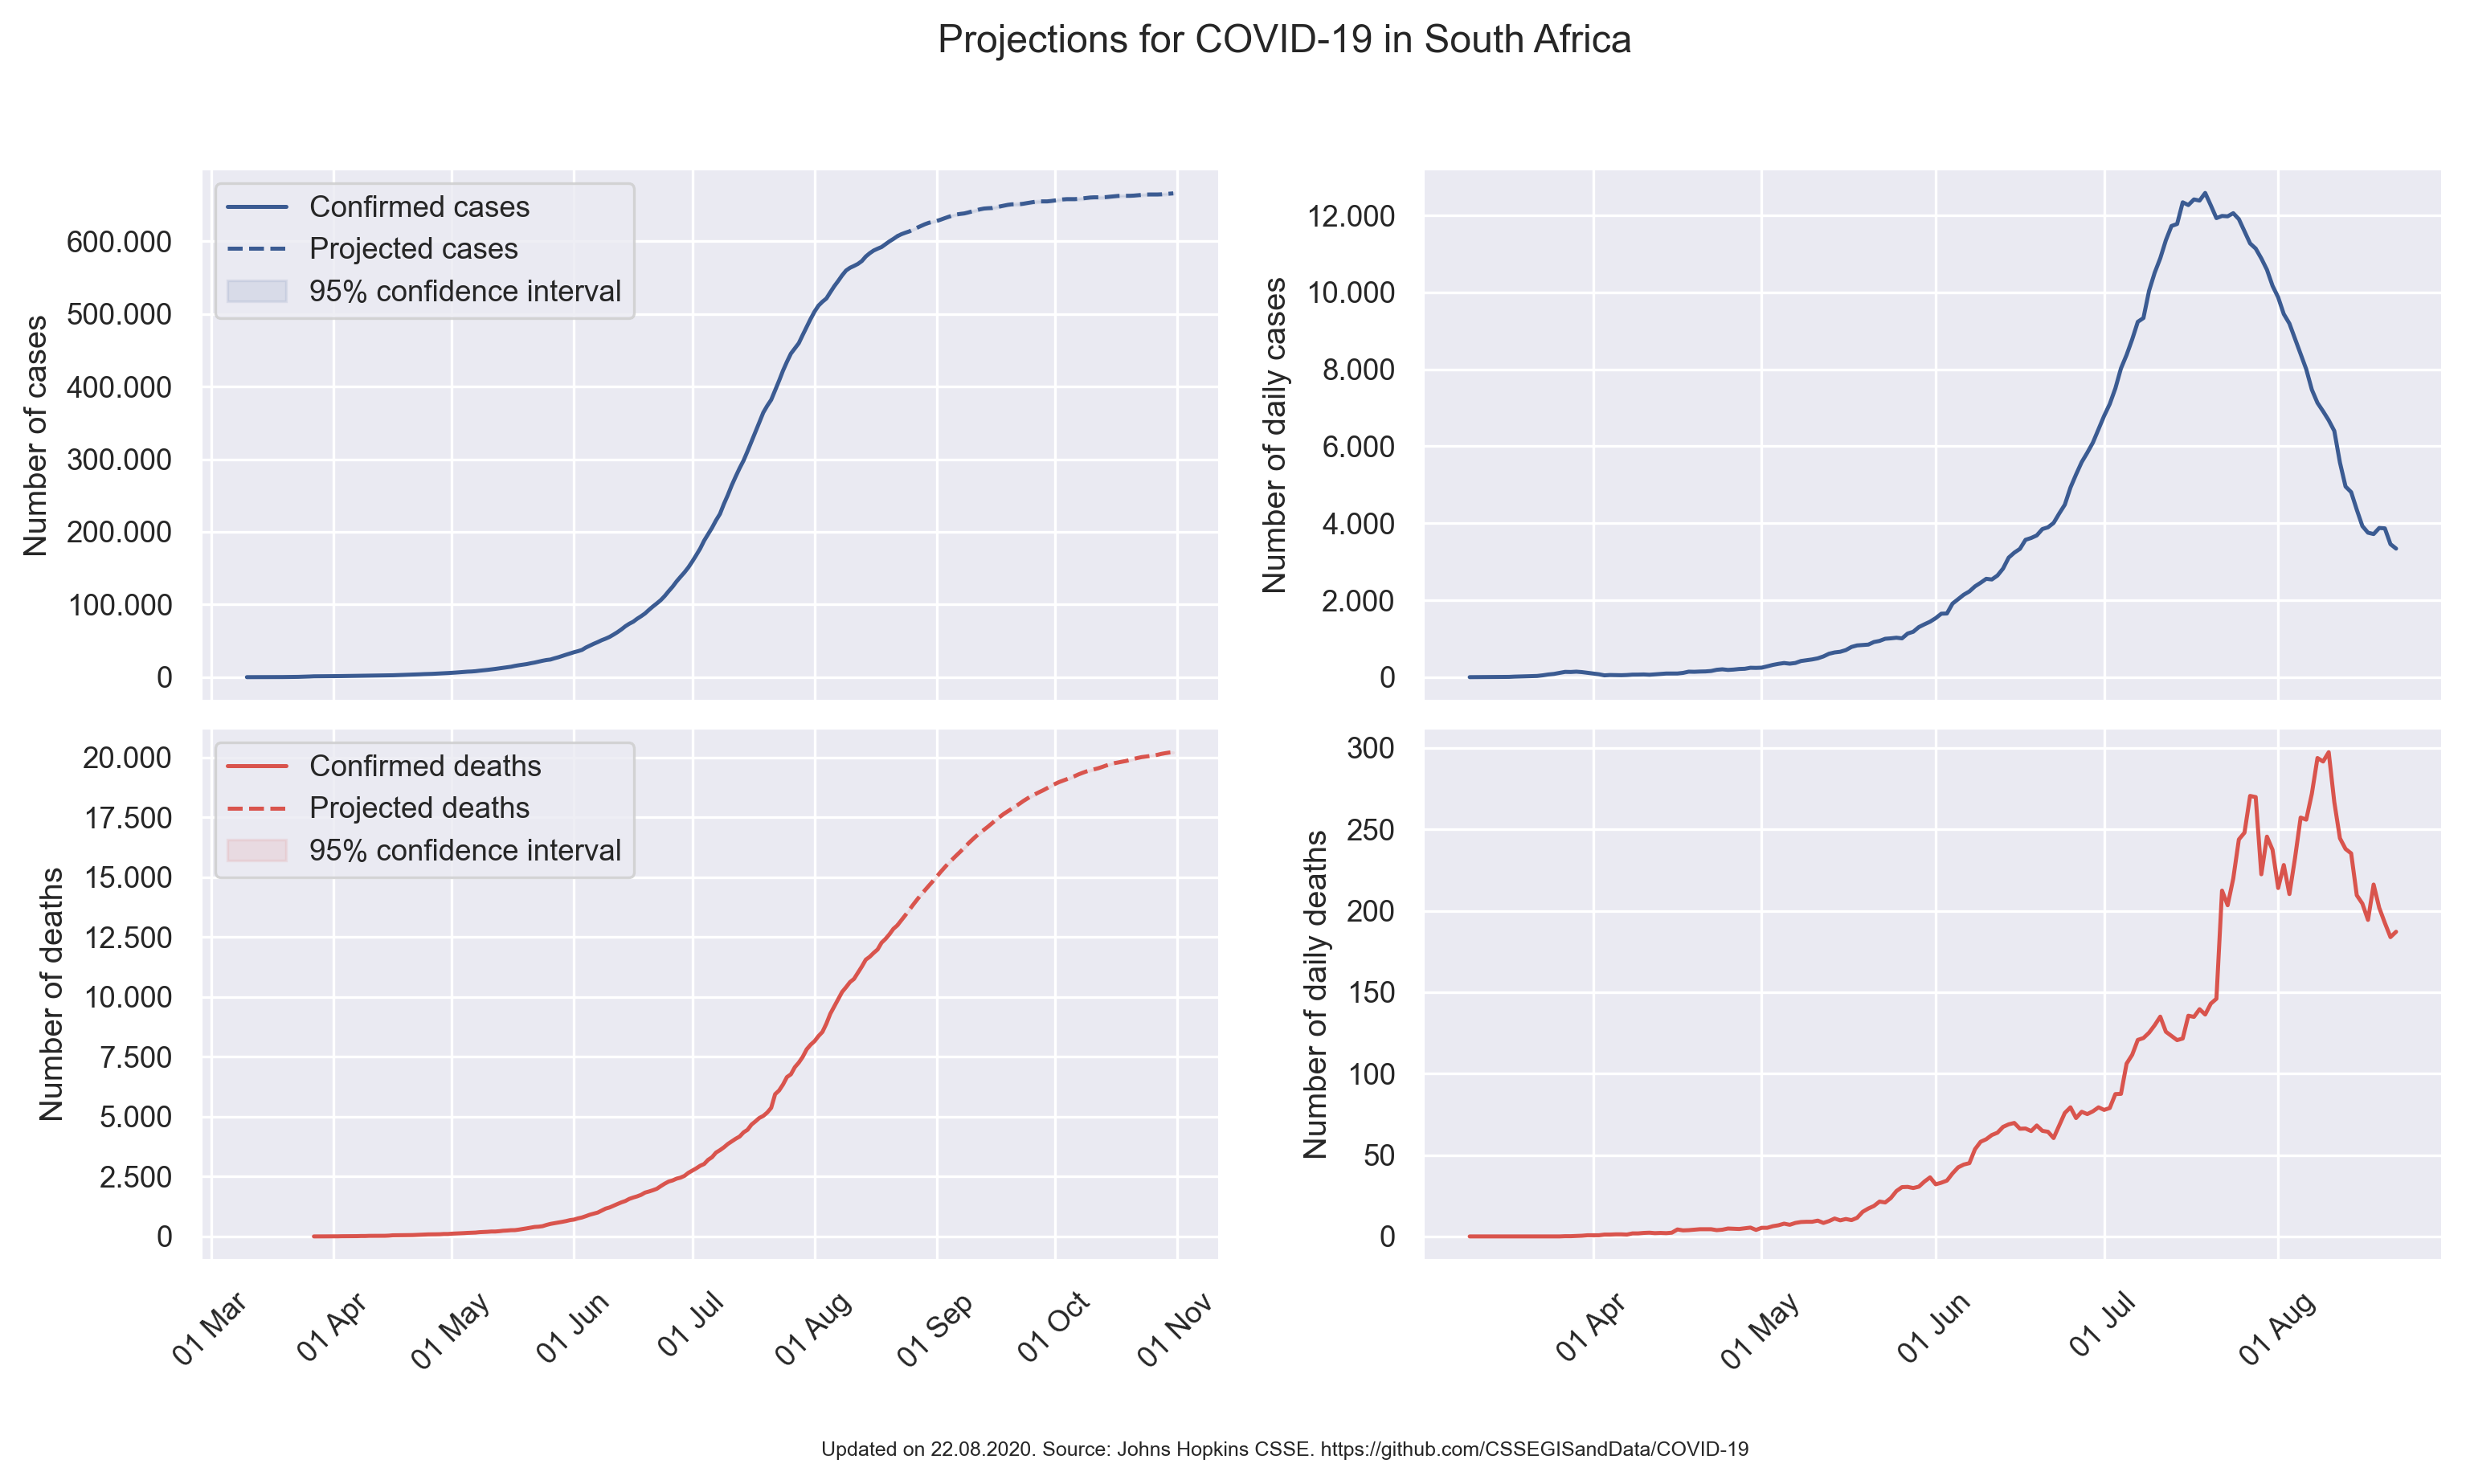 Projections for COVID-19 in South Africa
Number of cases
600.000
500.000
400.000
300.000
200.000
100.000
0
Confirmed cases
Projected cases
95% confidence interval
Number of daily cases
12.000
10.000
8.000
6.000
4.000
2.000
0
Number of deaths
20.000
17.500
15.000
12.500
10.000
7.500
5.000
2.500
0
Confirmed deaths
Projected deaths
95% confidence interval
01 Mar
01 Apr
01 May
01 Jun
01 Jul
01 Aug
01 Sep
01 Oct
01 Nov
Number of daily deaths
300
250
200
150
100
50
0
01 Apr
01 May
01 Jun
01 Jul
01 Aug
Updated on 22.08.2020. Source: Johns Hopkins CSSE. https://github.com/CSSEGISandData/COVID-19